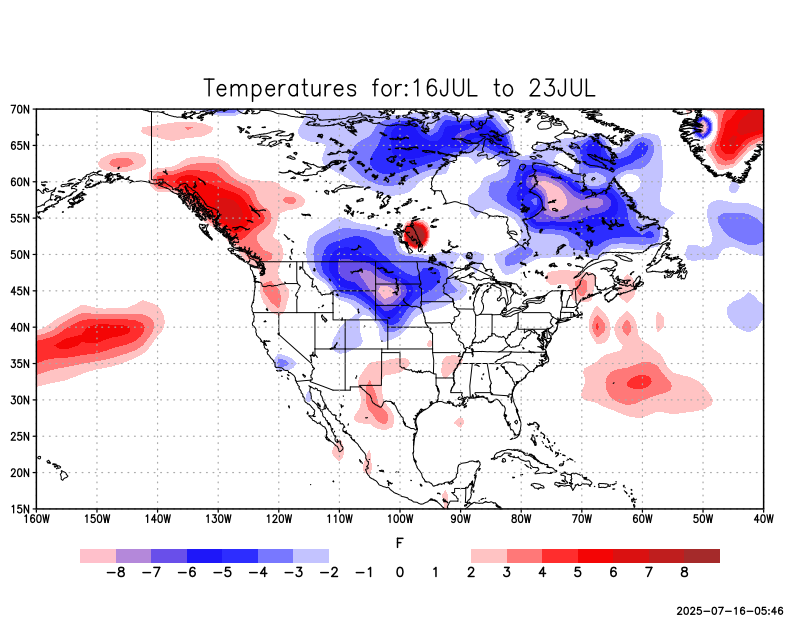 Temperatures for:16JUL to 23JUL
70N
65N
60N
55N
50N
45N
40N
35N
30N
25N
20N
15N
160W 150W 140W 130W 120W 110W 100W 90W 80W 70W 60W 50W 40W
F
−8 −7 −6 −5 −4 −3 −2 −1 0 1 2 3 4 5 6 7 8
2025-07-16-05:46